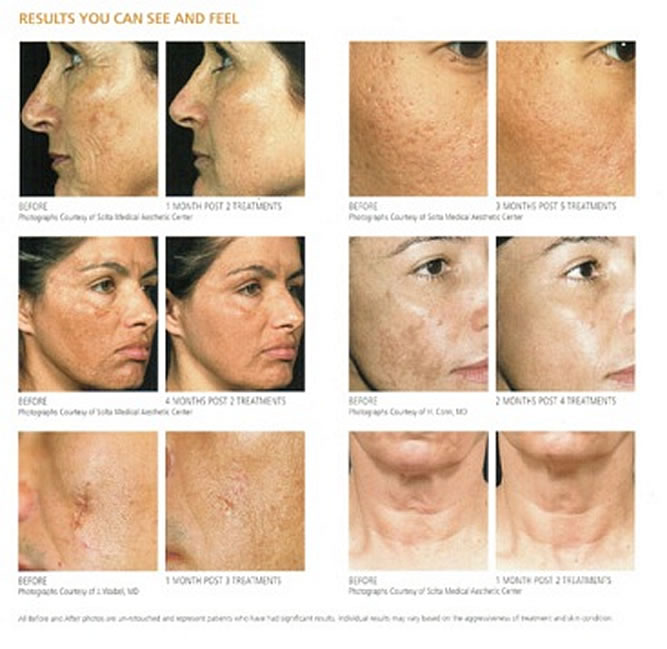 RESULTS YOU CAN SEE AND FEEL
BEFORE
1 MONTH POST 2 TREATMENTS
Photographs Courtesy of Solta Medical Aesthetic Center
BEFORE
3 MONTHS POST 5 TREATMENTS
Photographs Courtesy of Solta Medical Aesthetic Center
BEFORE
4 MONTHS POST 2 TREATMENTS
Photographs Courtesy of Solta Medical Aesthetic Center
BEFORE
2 MONTHS POST 4 TREATMENTS
Photographs Courtesy of H. Conn, MD
BEFORE
1 MONTH POST 3 TREATMENTS
Photographs Courtesy of J. Waibel, MD
BEFORE
1 MONTH POST 2 TREATMENTS
Photographs Courtesy of Solta Medical Aesthetic Center
All Before and After photos are un-retouched and represent patients who have had significant results. Individual results may vary based on the aggressiveness of treatment and skin condition.